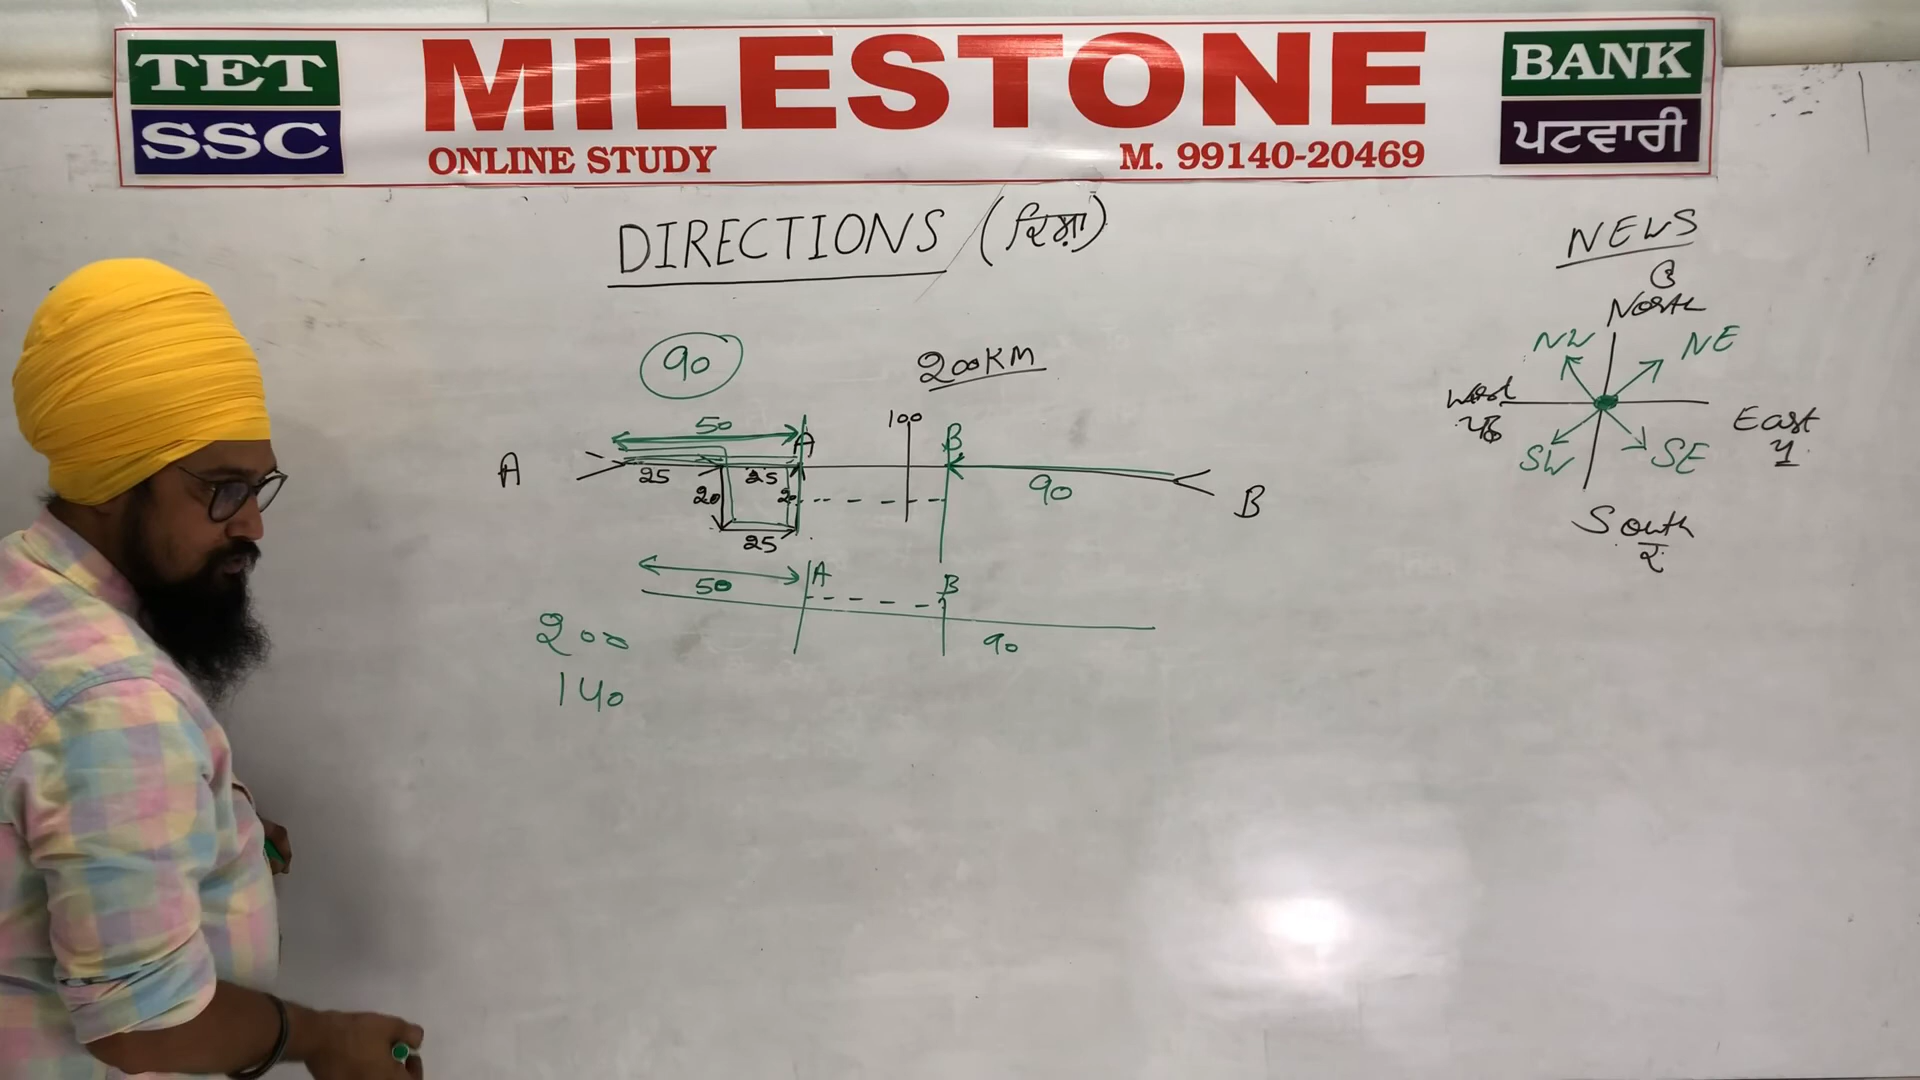 TET
SSC
MILESTONE
ONLINE STUDY
M. 99140-20469
BANK
ਪਟਵਾਰੀ
DIRECTIONS (ਦਿਸ਼ਾ)
NEWS
North
NW NE
West
East
ਪੂ
SW SE
South
ਦ
90
200KM
50 A 100 B
A 25 25 90 B
20 20
25
50 A B
90
200
140